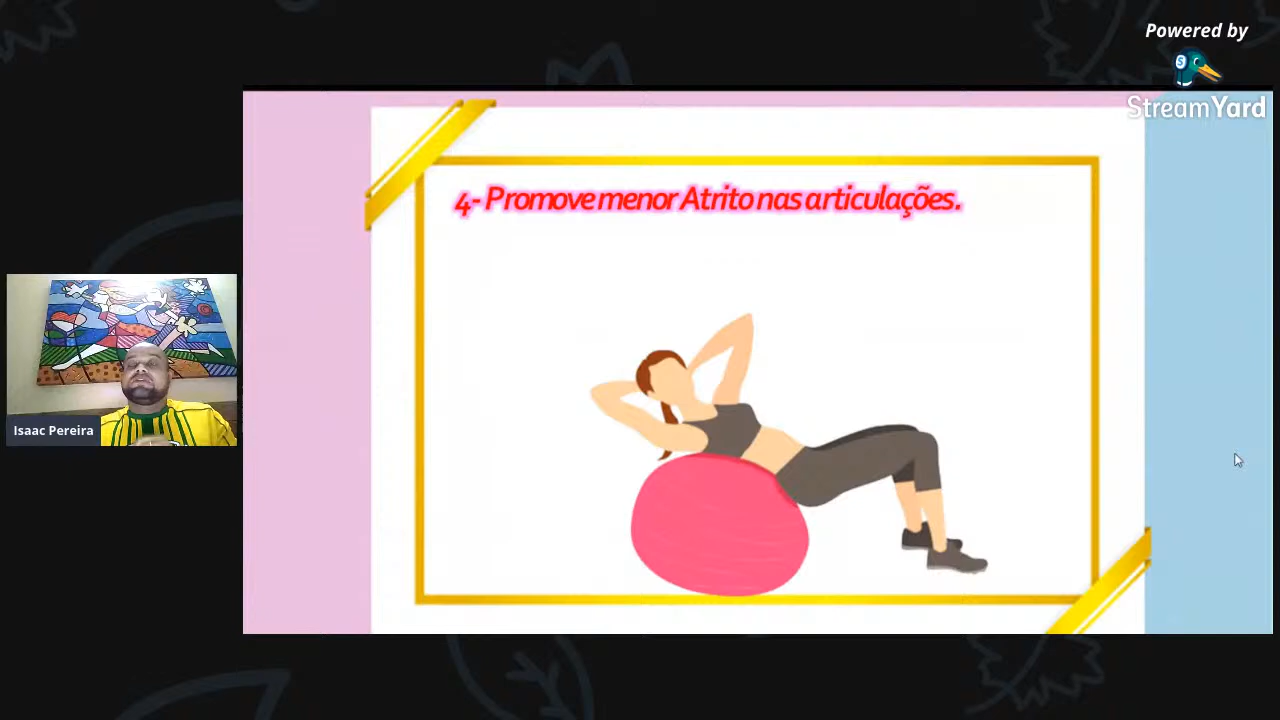 Powered by
StreamYard
4- Promove menor Atrito nas articulações.
Isaac Pereira